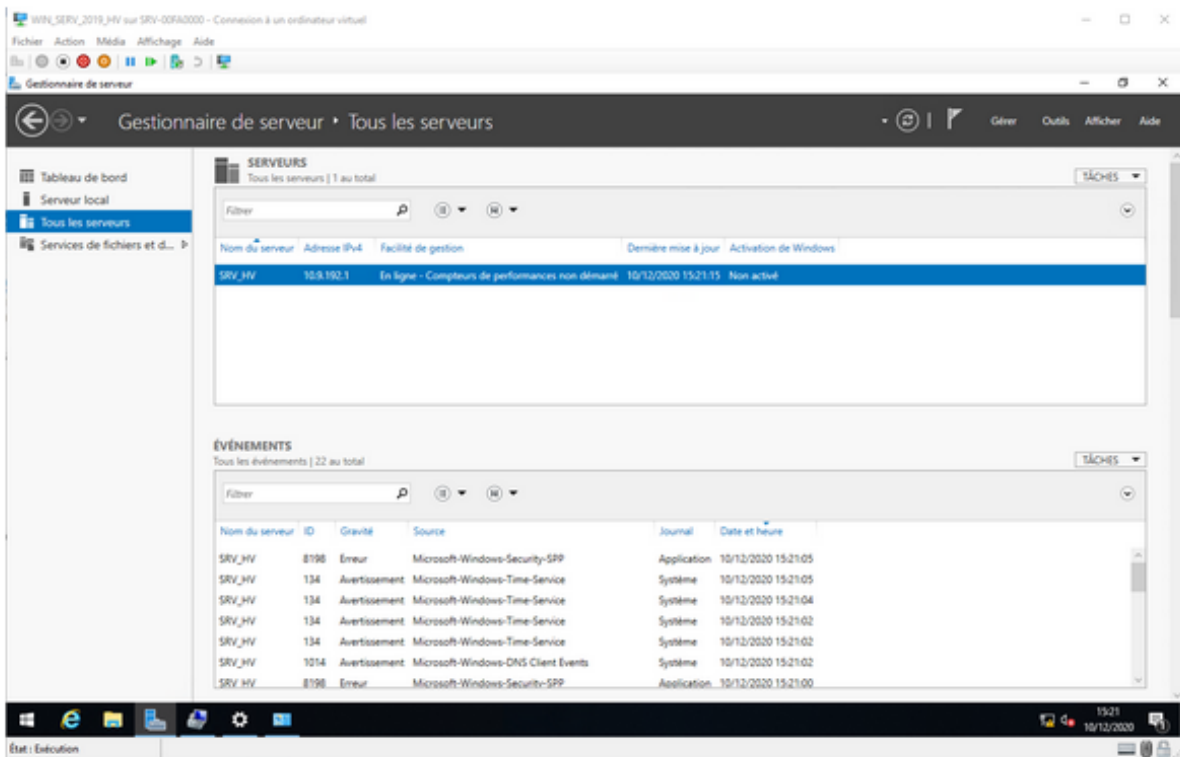 WIN_SERV_2019_HV sur SRV-00FA0000 - Connexion à un ordinateur virtuel
Fichier Action Média Affichage Aide
Gestionnaire de serveur
Gestionnaire de serveur • Tous les serveurs
Gérer Outils Afficher Aide
Tableau de bord
Serveur local
Tous les serveurs
Services de fichiers et d...
SERVEURS
Tous les serveurs | 1 au total
TÂCHES
Filtrer
Nom du serveur Adresse IPv4 Facilité de gestion Dernière mise à jour Activation de Windows
SRV_HV 10.9.192.1 En ligne - Compteurs de performances non démarré 10/12/2020 15:21:15 Non activé
ÉVÉNEMENTS
Tous les événements | 22 au total
TÂCHES
Filtrer
Nom du serveur ID Gravité Source Journal Date et heure
SRV_HV 8198 Erreur Microsoft-Windows-Security-SPP Application 10/12/2020 15:21:05
SRV_HV 134 Avertissement Microsoft-Windows-Time-Service Système 10/12/2020 15:21:05
SRV_HV 134 Avertissement Microsoft-Windows-Time-Service Système 10/12/2020 15:21:04
SRV_HV 134 Avertissement Microsoft-Windows-Time-Service Système 10/12/2020 15:21:02
SRV_HV 134 Avertissement Microsoft-Windows-Time-Service Système 10/12/2020 15:21:02
SRV_HV 1014 Avertissement Microsoft-Windows-DNS Client Events Système 10/12/2020 15:21:02
SRV_HV 8198 Erreur Microsoft-Windows-Security-SPP Application 10/12/2020 15:21:00
15:21
10/12/2020
État : Exécution